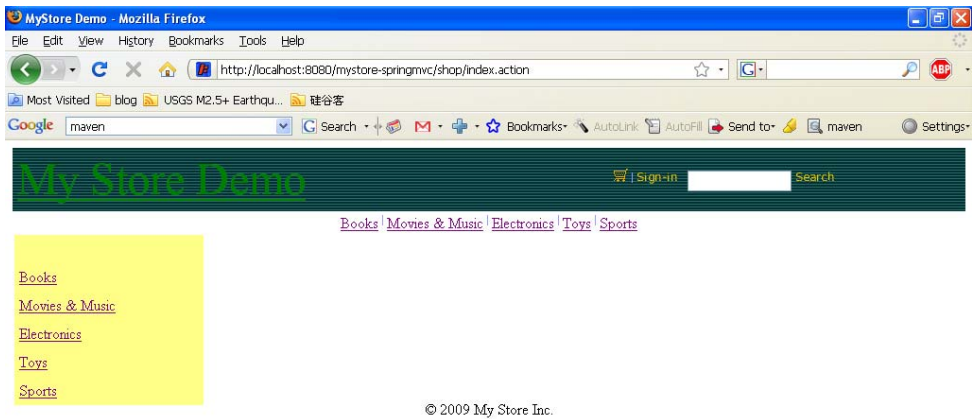 MyStore Demo - Mozilla Firefox
File Edit View History Bookmarks Tools Help
http://localhost:8080/mystore-springmvc/shop/index.action G ABP
Most Visited blog USGS M2.5+ Earthqu... 硅谷客
Google maven G Search Bookmarks AutoLink AutoFill Send to maven Settings
My Store Demo | Sign-in Search
Books Movies & Music Electronics Toys Sports
Books
Movies & Music
Electronics
Toys
Sports
© 2009 My Store Inc.